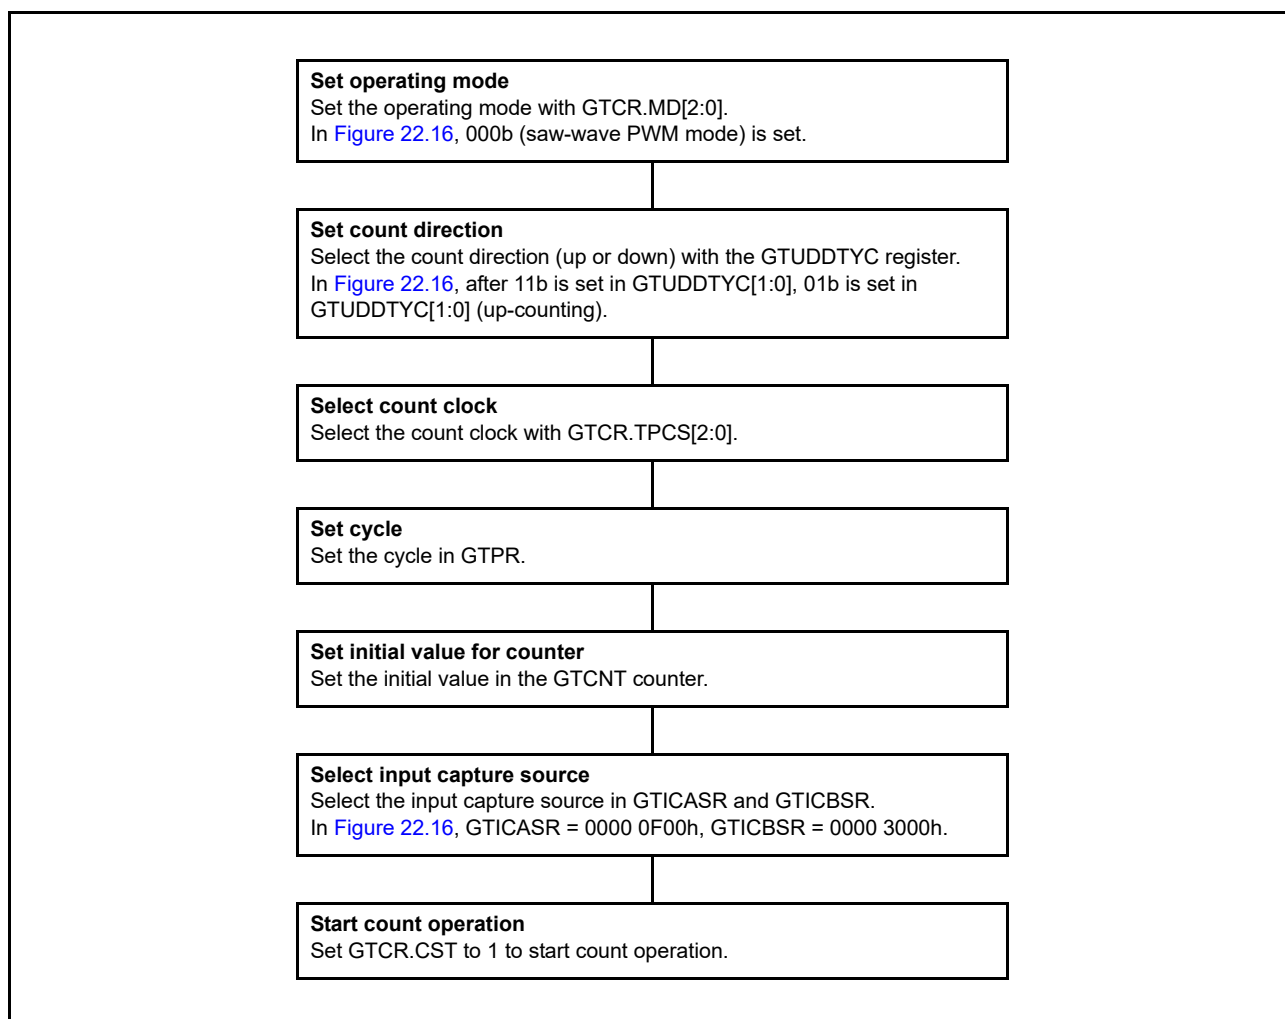 Set operating mode
Set the operating mode with GTCR.MD[2:0].
In Figure 22.16, 000b (saw-wave PWM mode) is set.
Set count direction
Select the count direction (up or down) with the GTUDDTYC register.
In Figure 22.16, after 11b is set in GTUDDTYC[1:0], 01b is set in
GTUDDTYC[1:0] (up-counting).
Select count clock
Select the count clock with GTCR.TPCS[2:0].
Set cycle
Set the cycle in GTPR.
Set initial value for counter
Set the initial value in the GTCNT counter.
Select input capture source
Select the input capture source in GTICASR and GTICBSR.
In Figure 22.16, GTICASR = 0000 0F00h, GTICBSR = 0000 3000h.
Start count operation
Set GTCR.CST to 1 to start count operation.